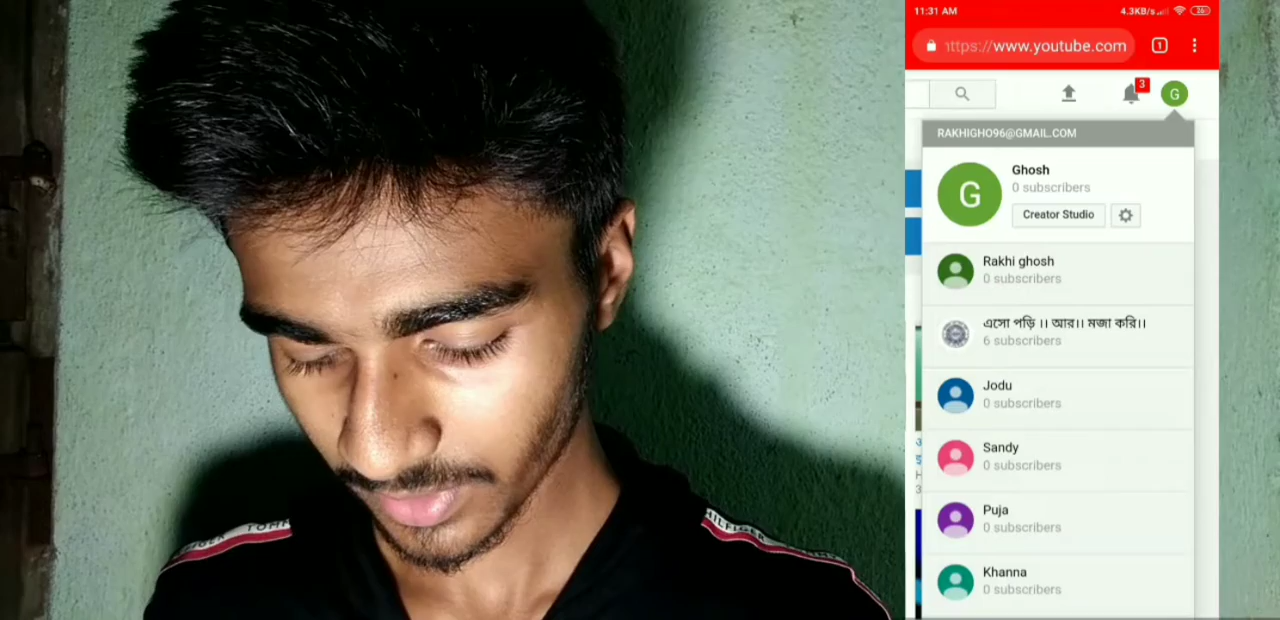 11:31 AM
4.3KB/s
https://www.youtube.com
1
3
G
RAKHIGHO96@GMAIL.COM
G
Ghosh
0 subscribers
Creator Studio
Rakhi ghosh
0 subscribers
এসো পড়ি ।। আর।। মজা করি।।
6 subscribers
Jodu
0 subscribers
Sandy
0 subscribers
Puja
0 subscribers
Khanna
0 subscribers
TOMM
HILFIGER